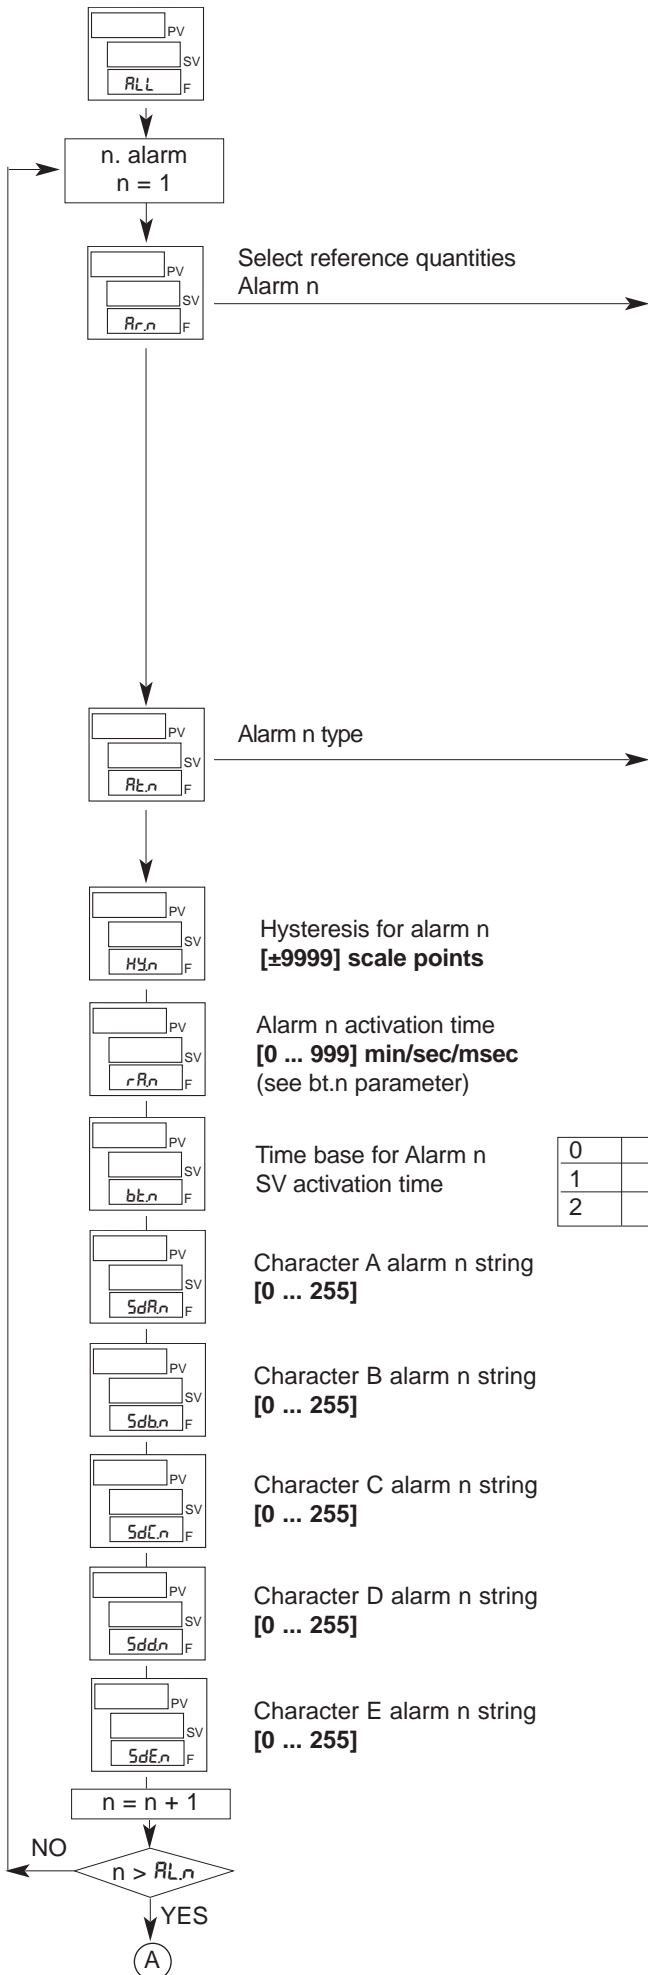 PV
SV
ALL F
n. alarm
n = 1
PV
SV
Ar.n F
Select reference quantities
Alarm n
PV
SV
At.n F
Alarm n type
PV
SV
HY.n F
Hysteresis for alarm n
[±9999] scale points
PV
SV
rA.n F
Alarm n activation time
[0 ... 999] min/sec/msec
(see bt.n parameter)
PV
SV
bt.n F
Time base for Alarm n
SV activation time
0
1
2
PV
SV
SdA.n F
Character A alarm n string
[0 ... 255]
PV
SV
Sdb.n F
Character B alarm n string
[0 ... 255]
PV
SV
SdC.n F
Character C alarm n string
[0 ... 255]
PV
SV
Sdd.n F
Character D alarm n string
[0 ... 255]
PV
SV
SdE.n F
Character E alarm n string
[0 ... 255]
n = n + 1
NO
n > AL.n
YES
A